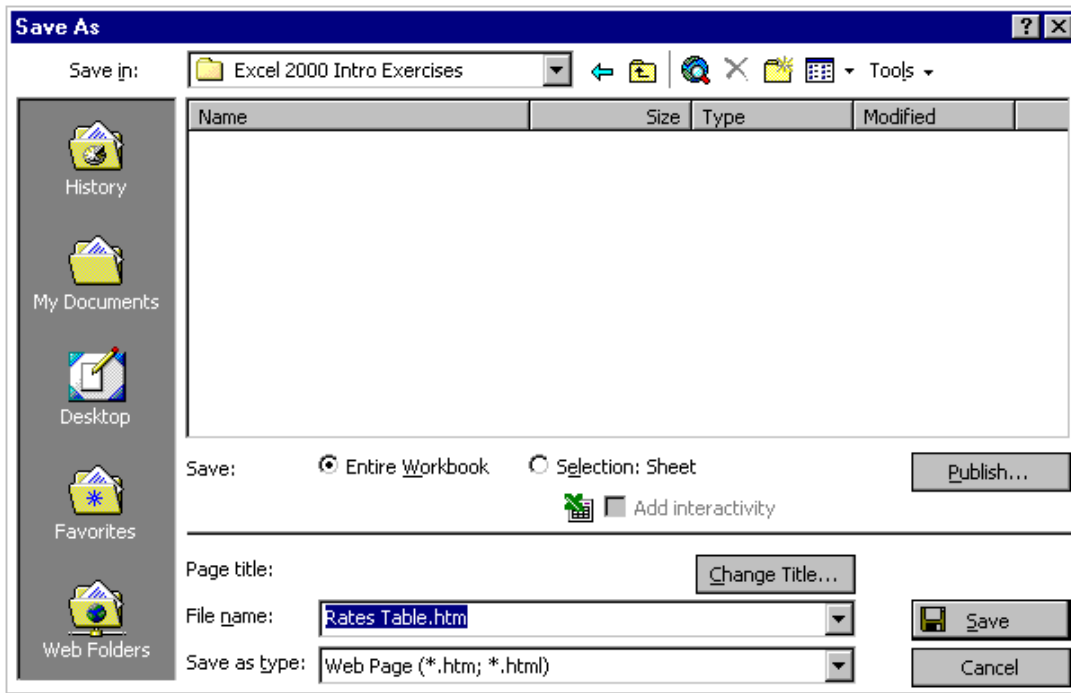 Save As
Save in: Excel 2000 Intro Exercises Tools
Name Size Type Modified
History
My Documents
Desktop
Favorites
Web Folders
Save: Entire Workbook Selection: Sheet Publish...
Add interactivity
Page title: Change Title...
File name: Rates Table.htm Save
Save as type: Web Page (*.htm; *.html) Cancel